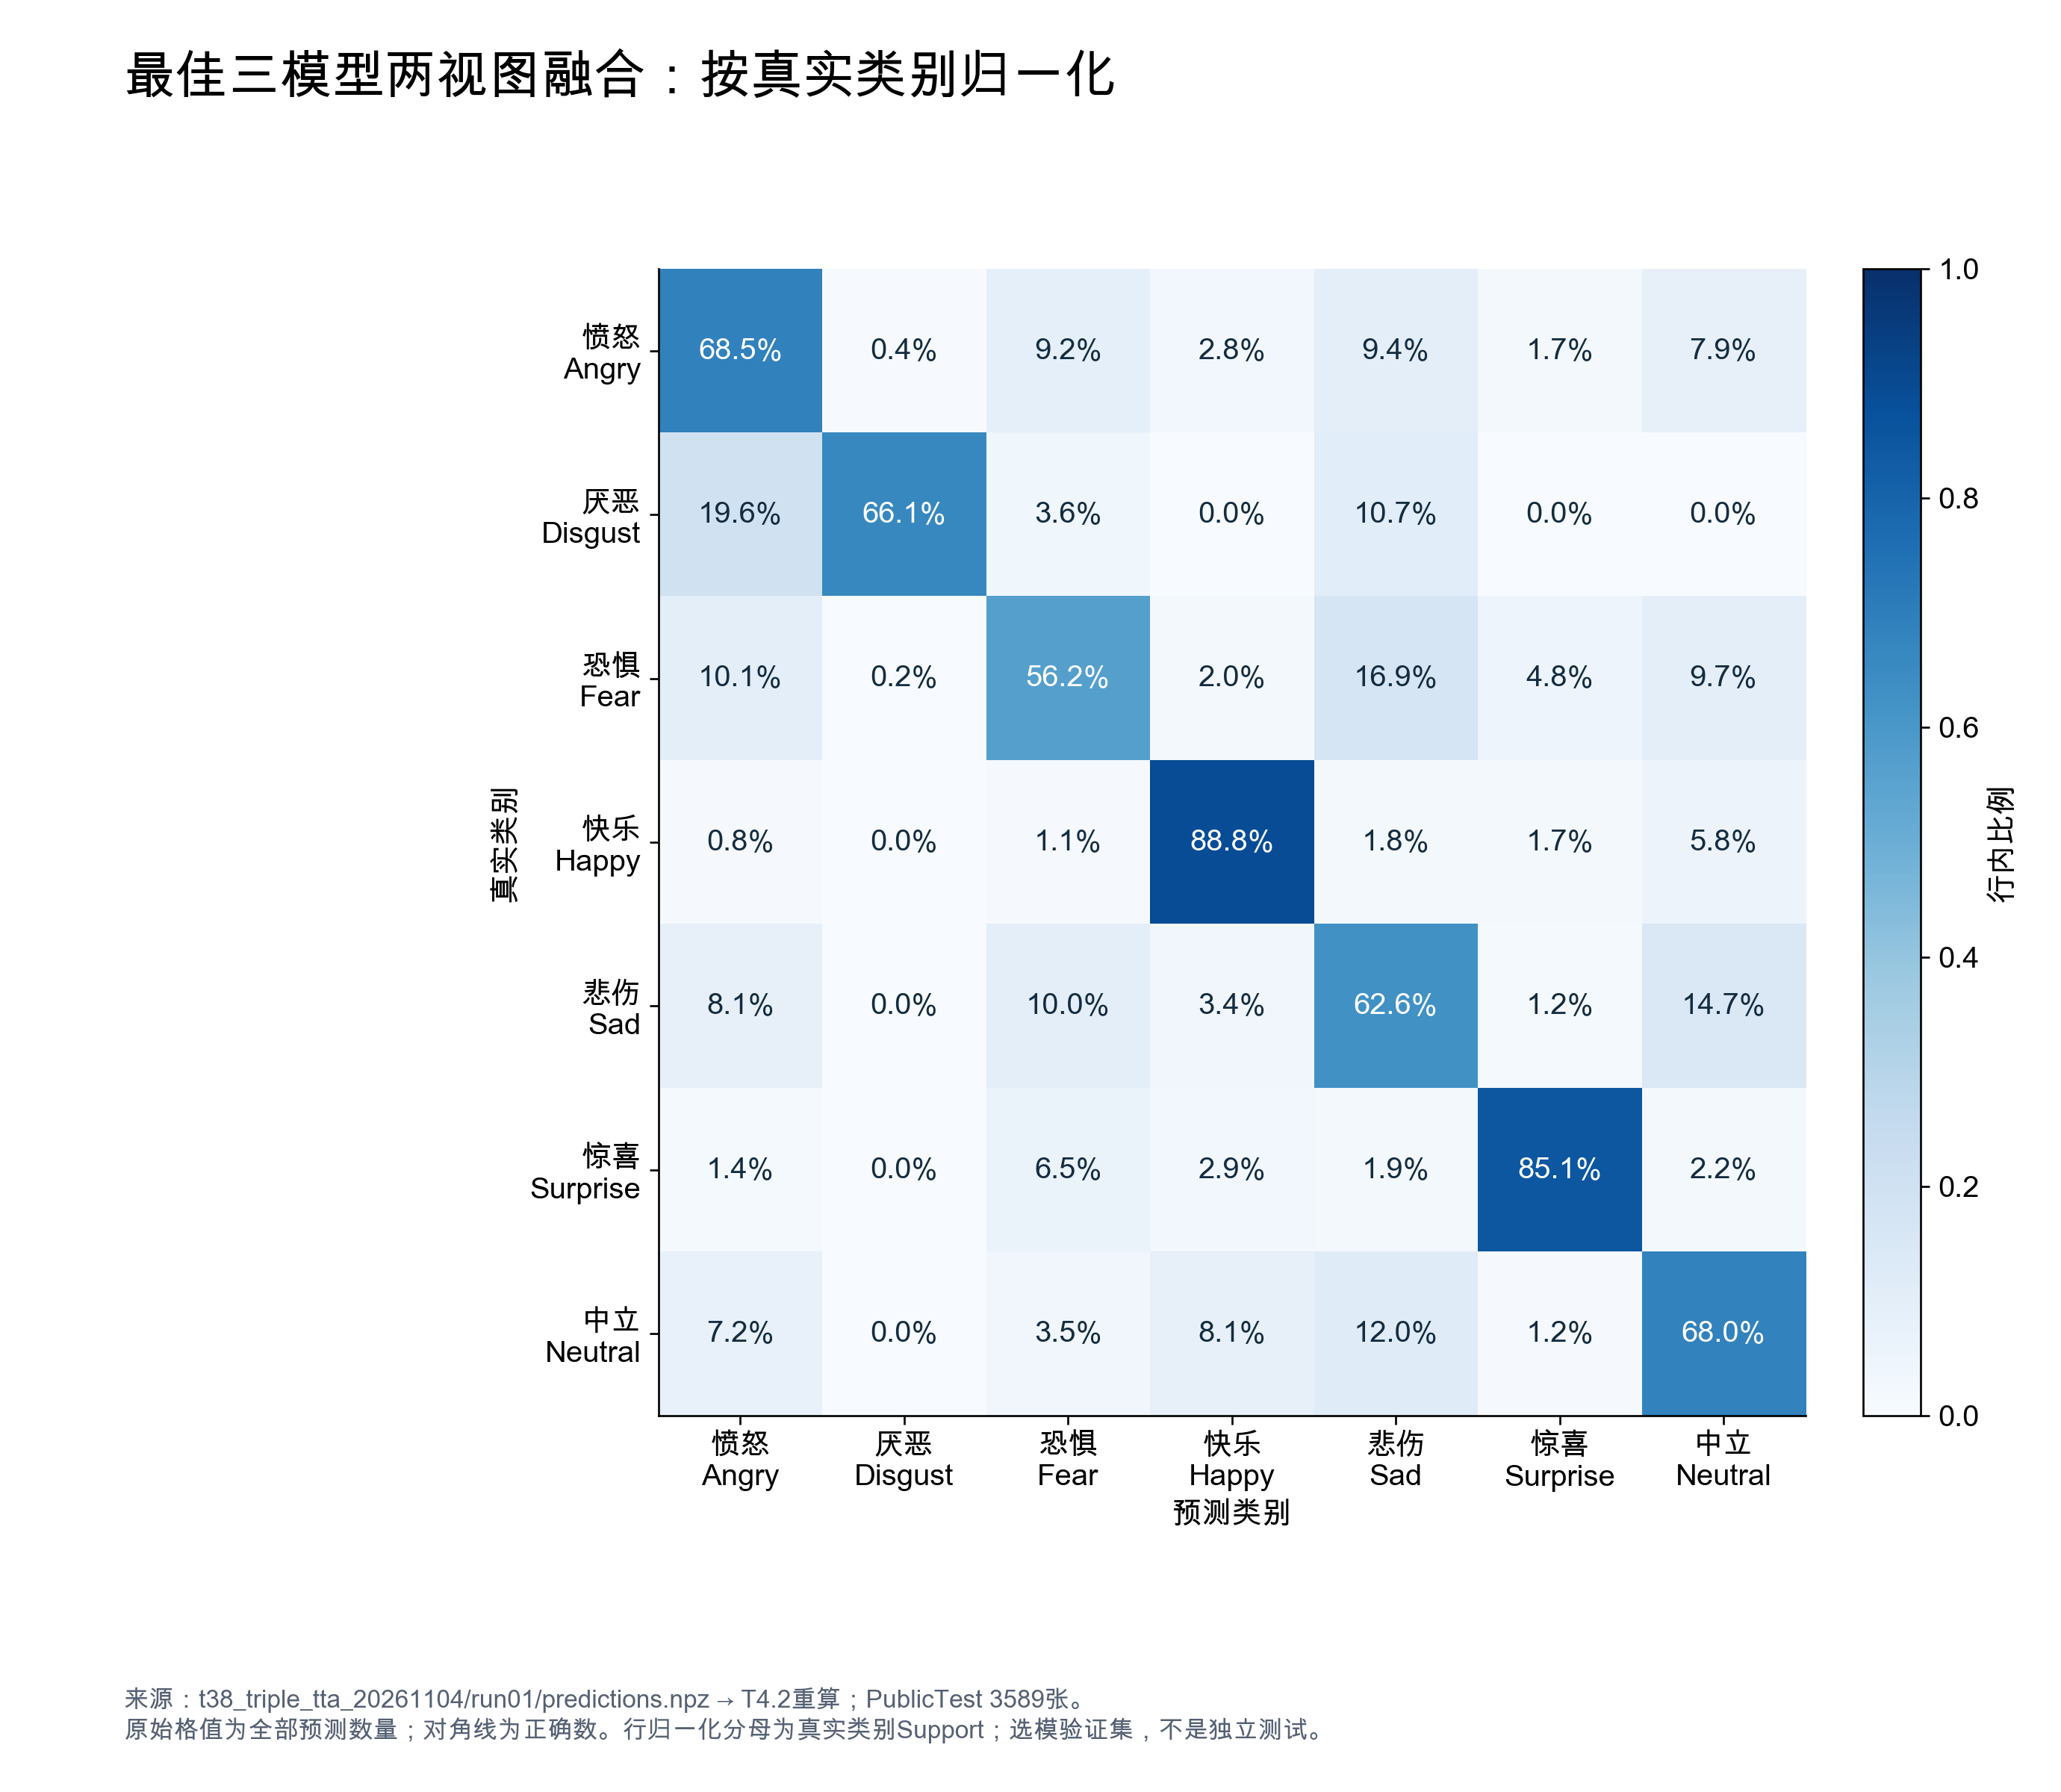 最佳三模型两视图融合：按真实类别归一化
1.0
愤怒
Angry
68.5% 0.4% 9.2% 2.8% 9.4% 1.7% 7.9%
0.8
厌恶
Disgust
19.6% 66.1% 3.6% 0.0% 10.7% 0.0% 0.0%
恐惧
Fear
10.1% 0.2% 56.2% 2.0% 16.9% 4.8% 9.7%
0.6
真实类别
快乐
Happy
0.8% 0.0% 1.1% 88.8% 1.8% 1.7% 5.8%
行内比例
0.4
悲伤
Sad
8.1% 0.0% 10.0% 3.4% 62.6% 1.2% 14.7%
惊喜
Surprise
1.4% 0.0% 6.5% 2.9% 1.9% 85.1% 2.2%
0.2
中立
Neutral
7.2% 0.0% 3.5% 8.1% 12.0% 1.2% 68.0%
0.0
愤怒 厌恶 恐惧 快乐 悲伤 惊喜 中立
Angry Disgust Fear Happy Sad Surprise Neutral
预测类别
来源：t38_triple_tta_20261104/run01/predictions.npz→T4.2重算；PublicTest 3589张。
原始格值为全部预测数量；对角线为正确数。行归一化分母为真实类别Support；选模验证集，不是独立测试。